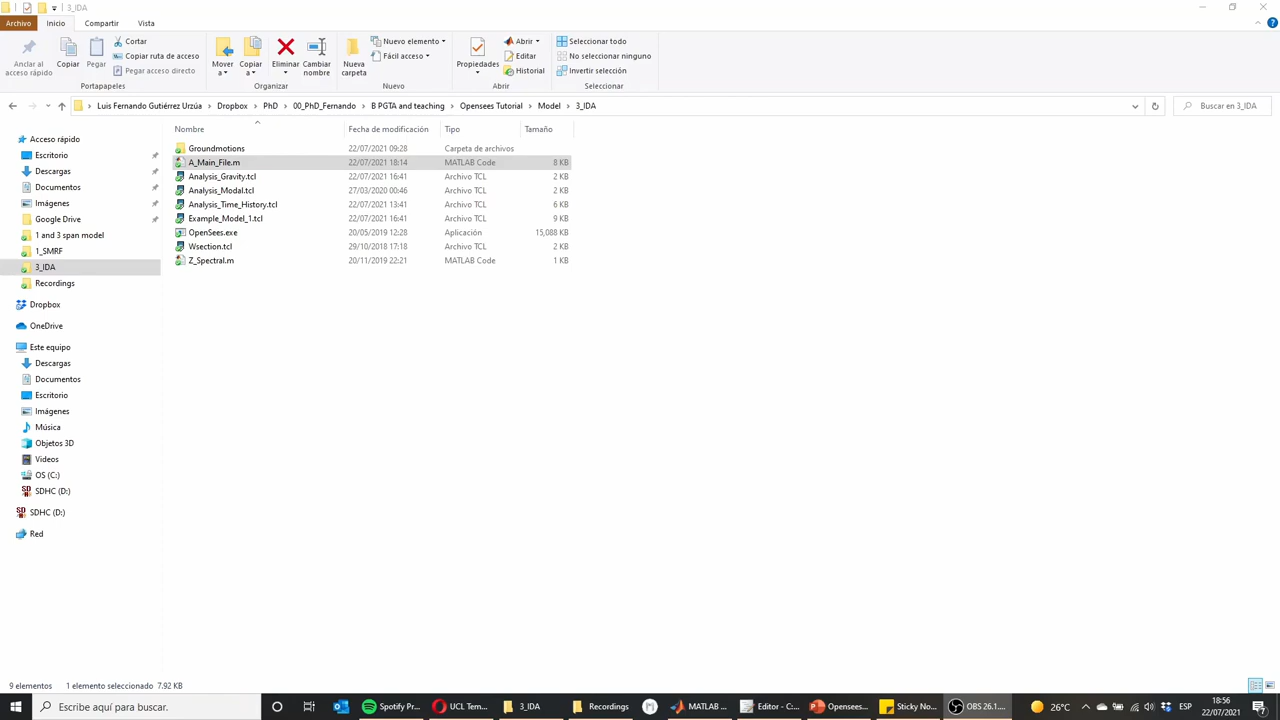 3_IDA
Archivo Inicio Compartir Vista
Anclar al acceso rápido
Copiar
Pegar
Cortar
Copiar ruta de acceso
Pegar acceso directo
Portapapeles
Mover a
Copiar a
Eliminar
Cambiar nombre
Organizar
Nueva carpeta
Nuevo elemento
Fácil acceso
Nuevo
Propiedades
Abrir
Editar
Historial
Abrir
Seleccionar todo
No seleccionar ninguno
Invertir selección
Seleccionar
Luis Fernando Gutiérrez Urzúa > Dropbox > PhD > 00_PhD_Fernando > B PGTA and teaching > Opensees Tutorial > Model > 3_IDA
Buscar en 3_IDA
Acceso rápido
Escritorio
Descargas
Documentos
Imágenes
Google Drive
1 and 3 span model
1_SMRF
3_IDA
Recordings
Dropbox
OneDrive
Este equipo
Descargas
Documentos
Escritorio
Imágenes
Música
Objetos 3D
Videos
OS (C:)
SDHC (D:)
SDHC (D:)
Red
Nombre Fecha de modificación Tipo Tamaño
Groundmotions 22/07/2021 09:28 Carpeta de archivos
A_Main_File.m 22/07/2021 18:14 MATLAB Code 8 KB
Analysis_Gravity.tcl 22/07/2021 16:41 Archivo TCL 2 KB
Analysis_Modal.tcl 27/03/2020 00:46 Archivo TCL 2 KB
Analysis_Time_History.tcl 22/07/2021 13:41 Archivo TCL 6 KB
Example_Model_1.tcl 22/07/2021 16:41 Archivo TCL 9 KB
OpenSees.exe 20/05/2019 12:28 Aplicación 15,088 KB
Wsection.tcl 29/10/2018 17:18 Archivo TCL 2 KB
Z_Spectral.m 20/11/2019 22:21 MATLAB Code 1 KB
9 elementos 1 elemento seleccionado 7.92 KB
Escribe aquí para buscar.
Spotify Pr...
UCL Tem...
3_IDA
Recordings
MATLAB ...
Editor - C...
Opensee...
Sticky No...
OBS 26.1....
26°C
ESP
18:56
22/07/2021